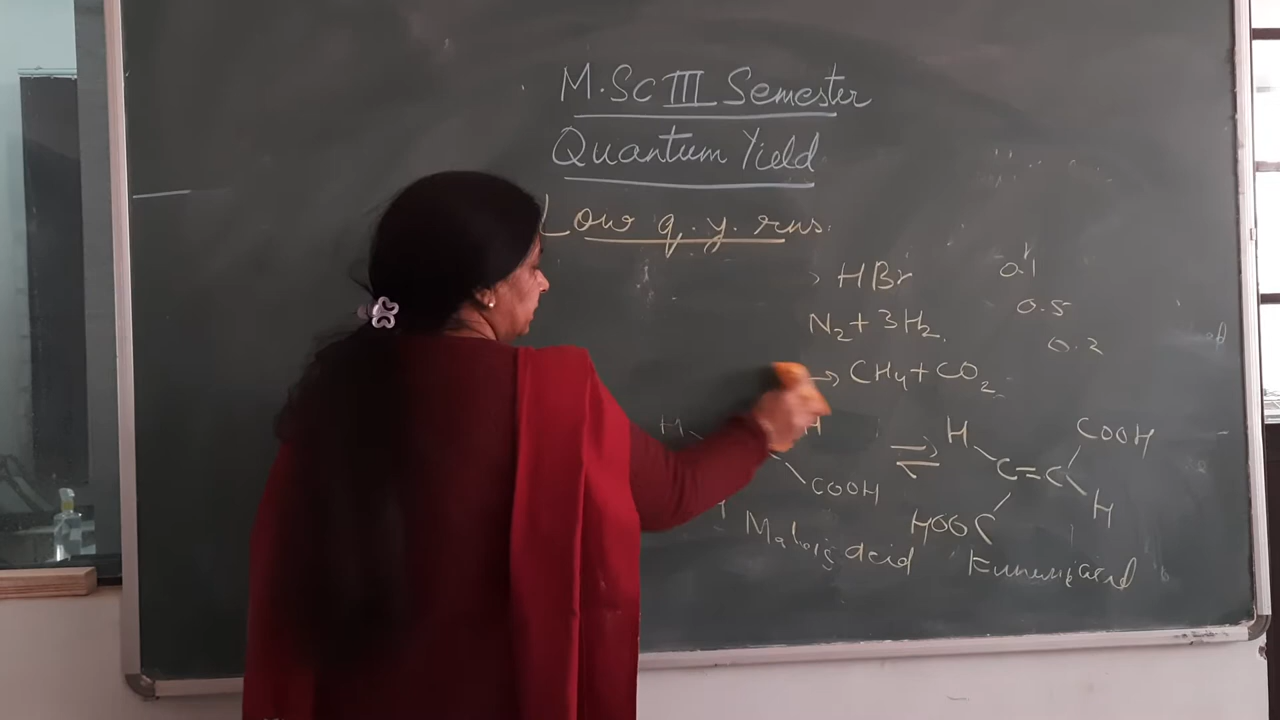 M.Sc III Semester
Quantum Yield
Low q.y. rxns.
HBr 0.1
N2 + 3H2 0.5
0.2
→ CH4 + CO2
H H ⇌ H COOH
C=C
COOH HOOC H
Maleic acid Fumaric acid